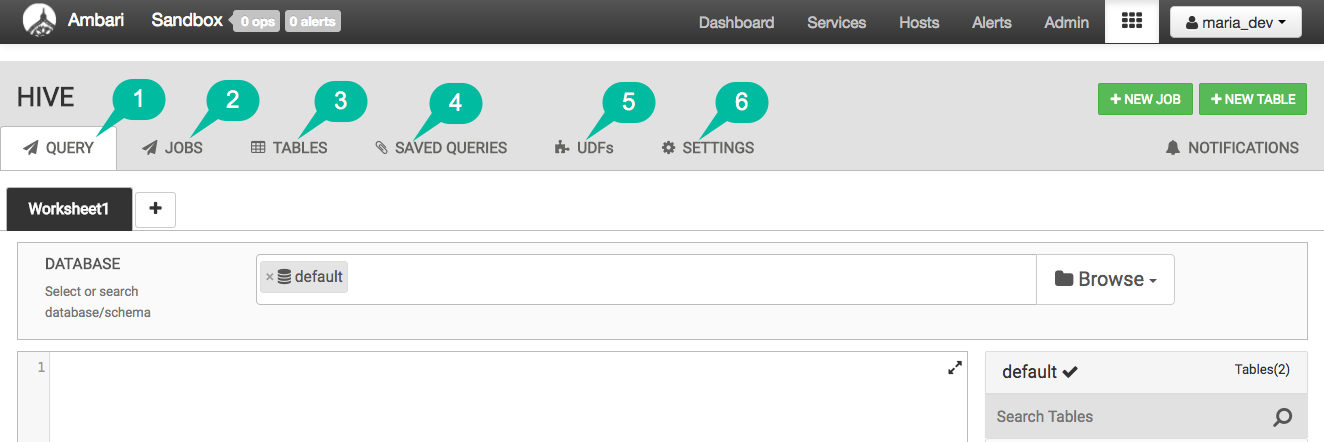 Ambari Sandbox 0 ops 0 alerts Dashboard Services Hosts Alerts Admin maria_dev
HIVE 1 2 3 4 5 6 + NEW JOB + NEW TABLE
QUERY JOBS TABLES SAVED QUERIES UDFs SETTINGS NOTIFICATIONS
Worksheet1 +
DATABASE
Select or search
database/schema
× default Browse
1
default Tables(2)
Search Tables